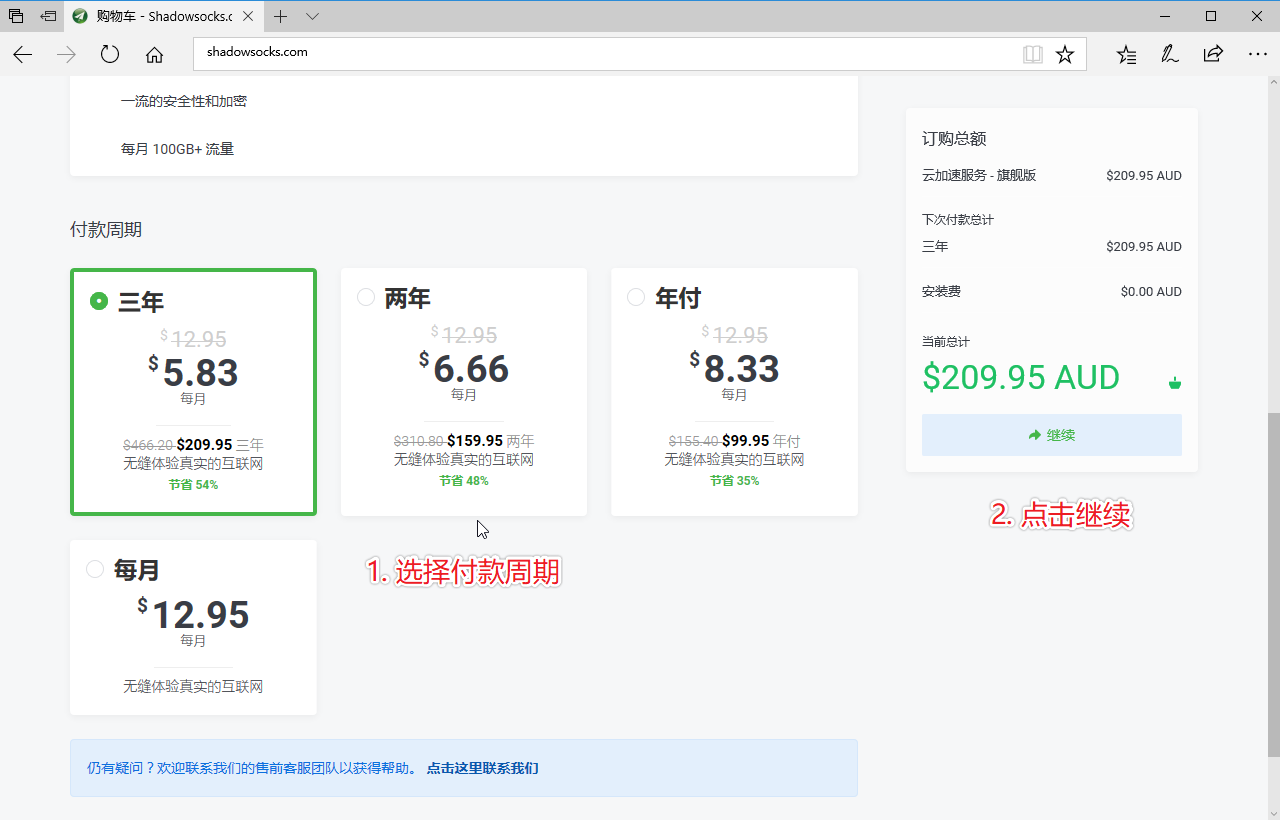 购物车 - Shadowsocks.c
shadowsocks.com
一流的安全性和加密
每月 100GB+ 流量
付款周期
三年
$12.95
$5.83
每月
$466.20 $209.95 三年
无缝体验真实的互联网
节省 54%
两年
$12.95
$6.66
每月
$310.80 $159.95 两年
无缝体验真实的互联网
节省 48%
年付
$12.95
$8.33
每月
$155.40 $99.95 年付
无缝体验真实的互联网
节省 35%
每月
$12.95
每月
无缝体验真实的互联网
1. 选择付款周期
仍有疑问？欢迎联系我们的售前客服团队以获得帮助。 点击这里联系我们
订购总额
云加速服务 - 旗舰版 $209.95 AUD
下次付款总计
三年 $209.95 AUD
安装费 $0.00 AUD
当前总计
$209.95 AUD
继续
2. 点击继续